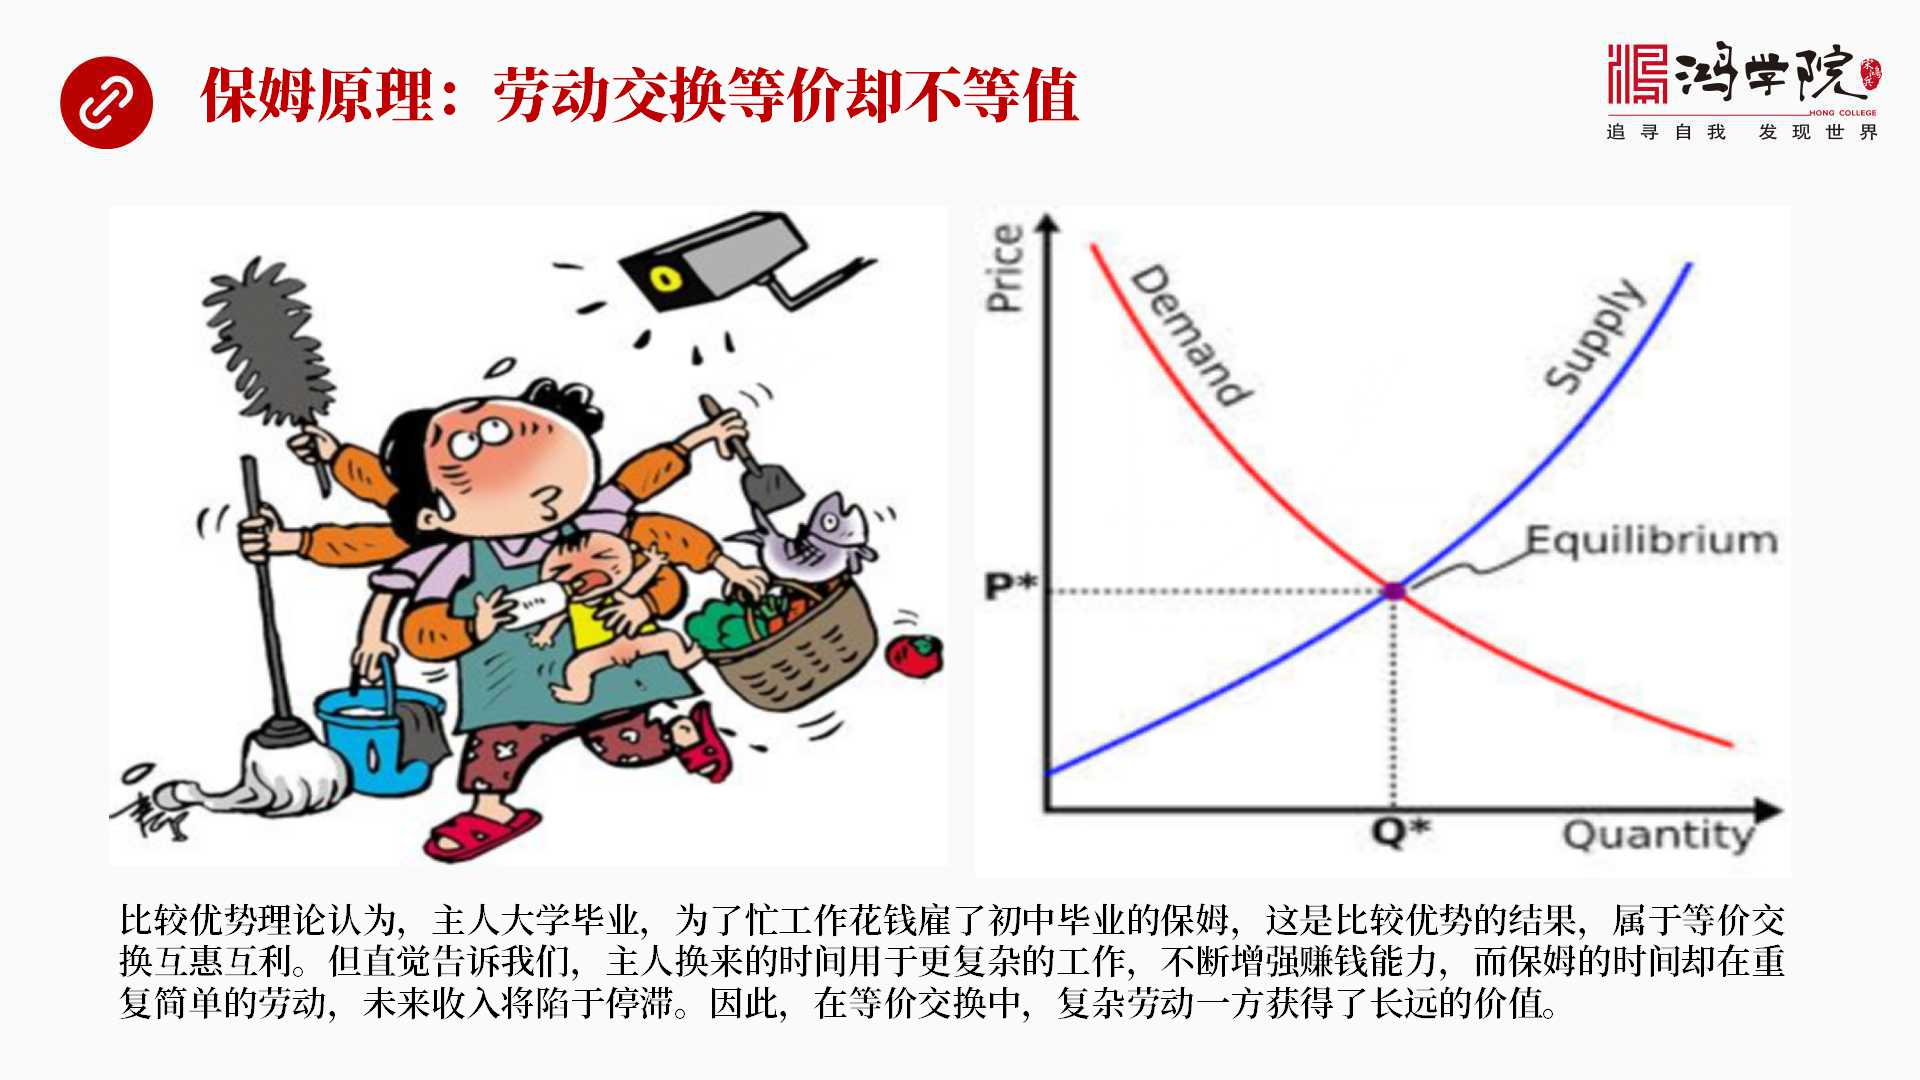 保姆原理：劳动交换等价却不等值
鸿学院
宋鸿兵
HONG COLLEGE
追寻自我 发现世界
Price
Demand
Supply
Equilibrium
P*
Q*
Quantity
比较优势理论认为，主人大学毕业，为了忙工作花钱雇了初中毕业的保姆，这是比较优势的结果，属于等价交
换互惠互利。但直觉告诉我们，主人换来的时间用于更复杂的工作，不断增强赚钱能力，而保姆的时间却在重
复简单的劳动，未来收入将陷于停滞。因此，在等价交换中，复杂劳动一方获得了长远的价值。